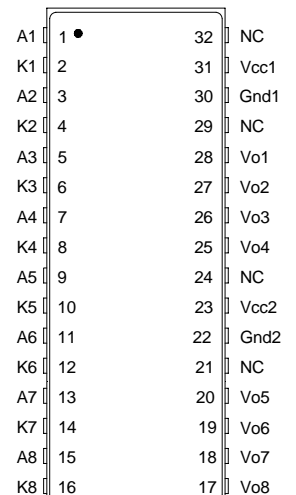 A1 1 32 NC
K1 2 31 Vcc1
A2 3 30 Gnd1
K2 4 29 NC
A3 5 28 Vo1
K3 6 27 Vo2
A4 7 26 Vo3
K4 8 25 Vo4
A5 9 24 NC
K5 10 23 Vcc2
A6 11 22 Gnd2
K6 12 21 NC
A7 13 20 Vo5
K7 14 19 Vo6
A8 15 18 Vo7
K8 16 17 Vo8